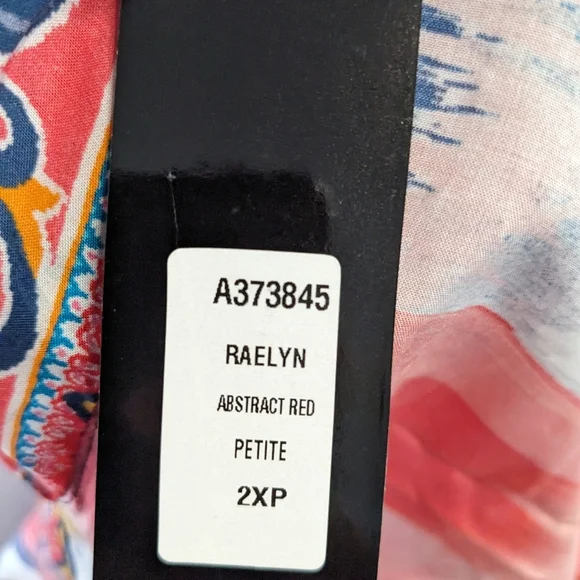 A373845
RAELYN
ABSTRACT RED
PETITE
2XP